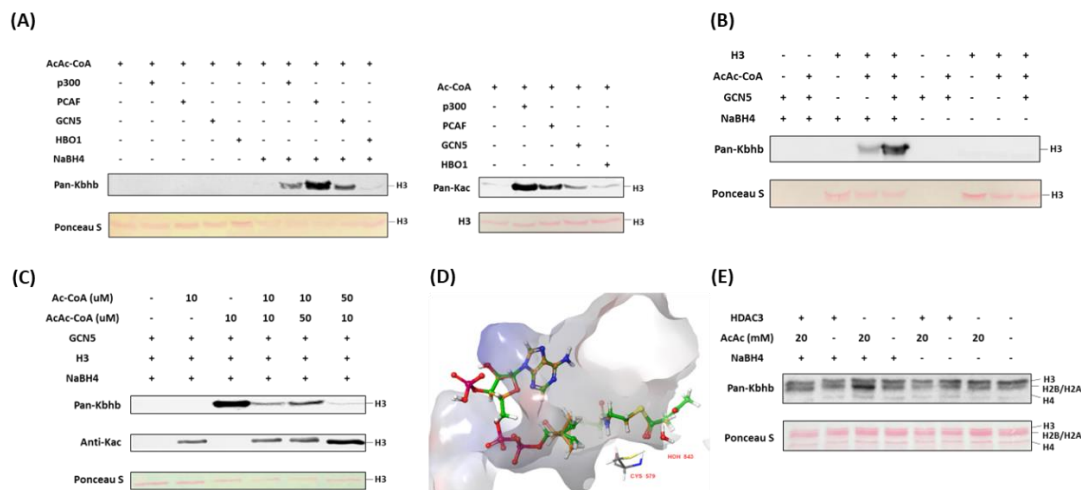 (A)
AcAc-CoA + + + + + + + + +
p300 - + - - - - + - -
PCAF - - + - - - - + -
GCN5 - - - + - - - - + -
HBO1 - - - - + - - - - +
NaBH4 - - - - - + + + + +
Pan-Kbhb H3
Ponceau S H3
Ac-CoA + + + + +
p300 - + - - -
PCAF - - + - -
GCN5 - - - + -
HBO1 - - - - +
Pan-Kac H3
H3 H3
(B)
H3 - - + + + - - + + +
AcAc-CoA - + - + + - + - + +
GCN5 + + - - + + + - - +
NaBH4 + + + + + - - - - -
Pan-Kbhb H3
Ponceau S H3
(C)
Ac-CoA (uM) - 10 - 10 10 50
AcAc-CoA (uM) - - 10 10 50 10
GCN5 + + + + + +
H3 + + + + + +
NaBH4 + + + + + +
Pan-Kbhb H3
Anti-Kac H3
Ponceau S H3
(D)
HOH 843
CYS 579
(E)
HDAC3 + + - - + + - -
AcAc (mM) 20 - 20 - 20 - 20 -
NaBH4 + + + + - - - -
Pan-Kbhb H3
H2B/H2A
H4
Ponceau S H3
H2B/H2A
H4